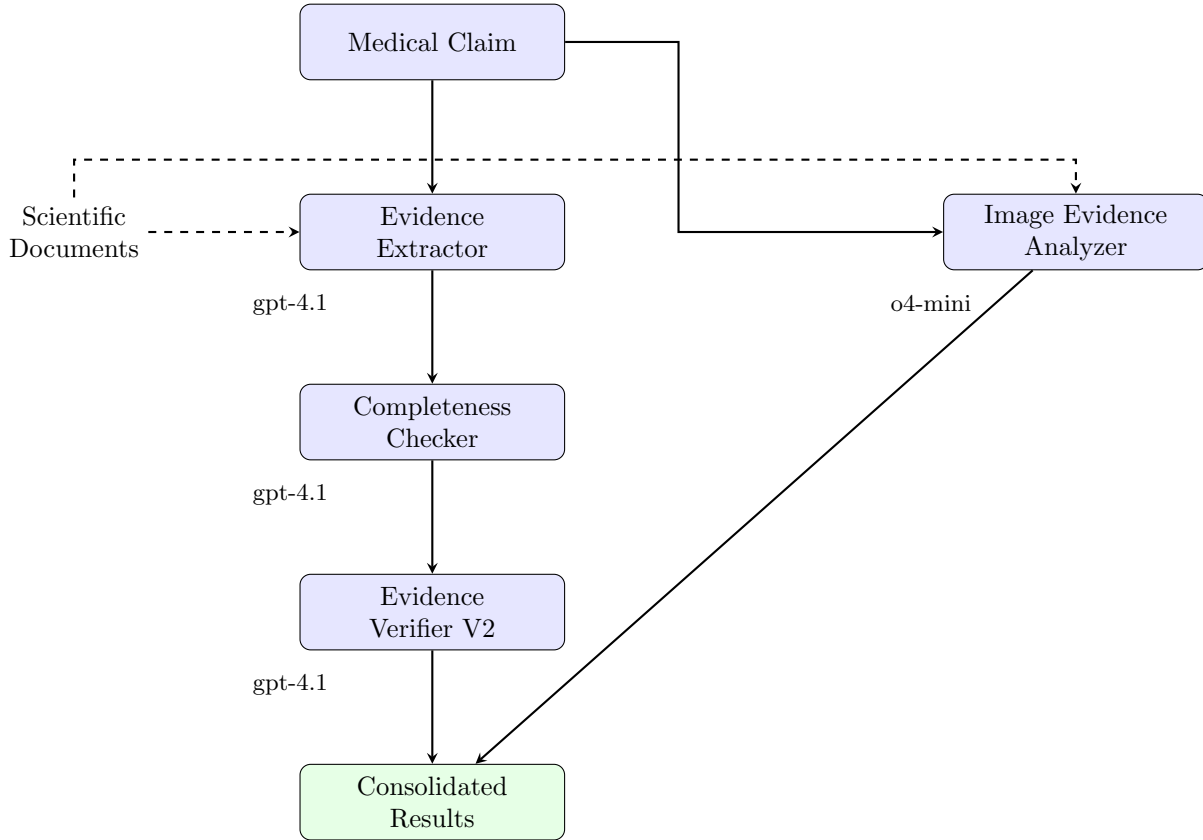 Medical Claim
Scientific
Documents
Evidence
Extractor
Image Evidence
Analyzer
gpt-4.1
o4-mini
Completeness
Checker
gpt-4.1
Evidence
Verifier V2
gpt-4.1
Consolidated
Results